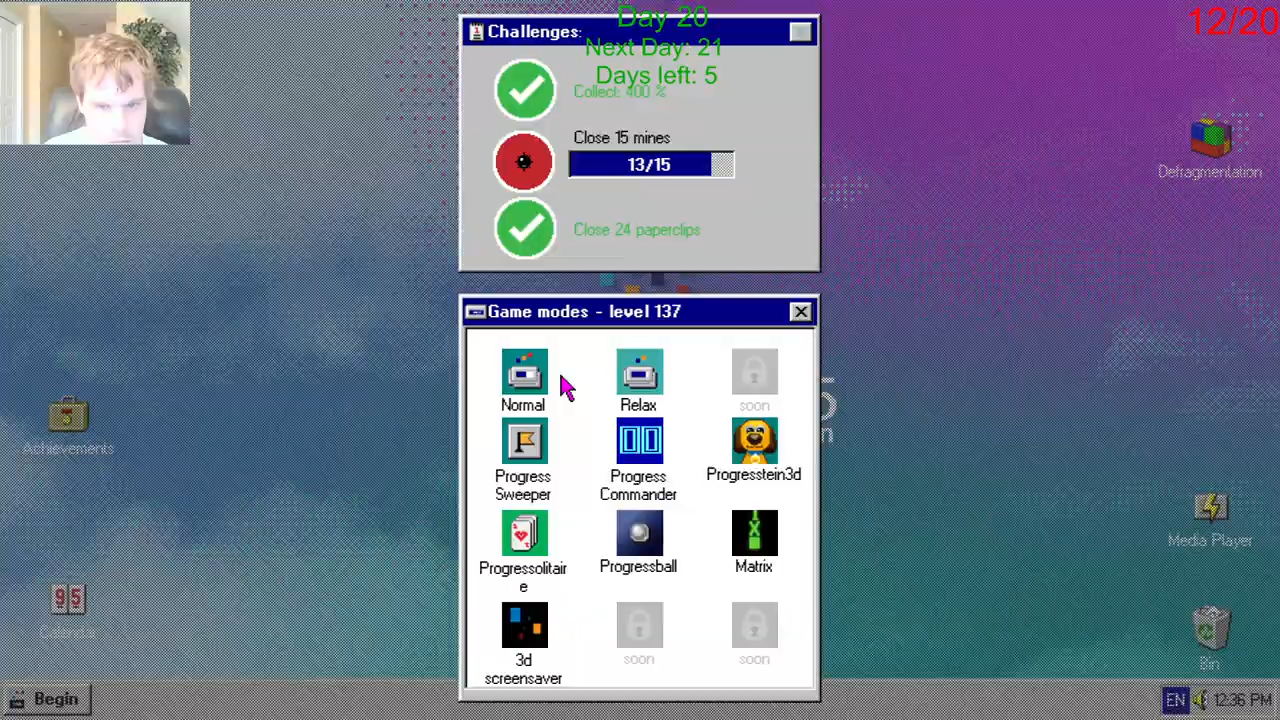 Day 20
12/20
Challenges:
Next Day: 21
Days left: 5
Collect: 400 %
Close 15 mines
13/15
Close 24 paperclips
Defragmentation
Game modes - level 137
Normal
Relax
soon
Progress
Sweeper
Progress
Commander
Progresstein3d
Media Player
Progressolitair
e
Progressball
Matrix
95
3d
screensaver
soon
soon
Bin
Begin
EN
12:36 PM